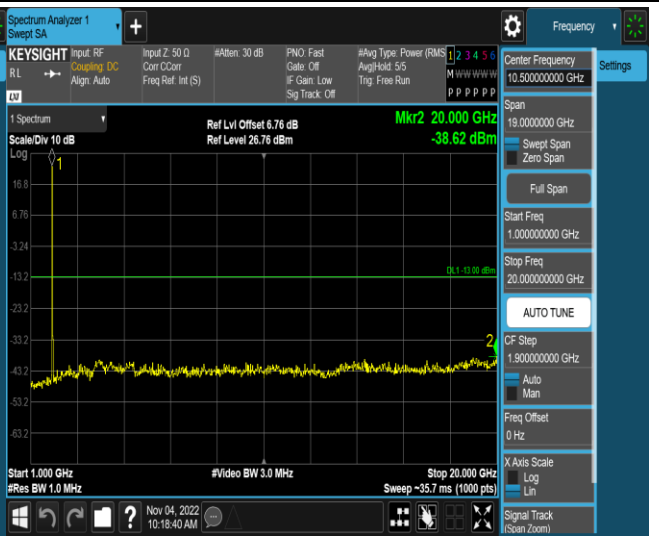 Spectrum Analyzer 1
Swept SA
Frequency
KEYSIGHT
Input: RF
Coupling: DC
Align: Auto
Input Z: 50 Ω
Corr CCorr
Freq Ref: Int (S)
#Atten: 30 dB
PNO: Fast
Gate: Off
IF Gain: Low
Sig Track: Off
#Avg Type: Power (RMS
Avg|Hold: 5/5
Trig: Free Run
1 2 3 4 5 6
M W W W W W
P P P P P P
R L
LXI
1 Spectrum
Scale/Div 10 dB
Log
Ref Lvl Offset 6.76 dB
Ref Level 26.76 dBm
Mkr2 20.000 GHz
-38.62 dBm
1
16.8
6.76
-3.24
-13.2
-23.2
-33.2
-43.2
-53.2
-63.2
DL1 -13.00 dBm
2
Start 1.000 GHz
#Res BW 1.0 MHz
#Video BW 3.0 MHz
Stop 20.000 GHz
Sweep ~35.7 ms (1000 pts)
Nov 04, 2022
10:18:40 AM
?
Center Frequency
10.500000000 GHz
Span
19.0000000 GHz
Swept Span
Zero Span
Full Span
Start Freq
1.000000000 GHz
Stop Freq
20.000000000 GHz
AUTO TUNE
CF Step
1.900000000 GHz
Auto
Man
Freq Offset
0 Hz
X Axis Scale
Log
Lin
Signal Track
(Span Zoom)
Settings